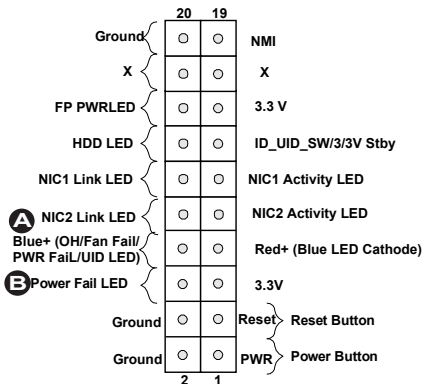 20 19
Ground NMI
X X
FP PWRLED 3.3 V
HDD LED ID_UID_SW/3/3V Stby
NIC1 Link LED NIC1 Activity LED
A NIC2 Link LED NIC2 Activity LED
Blue+ (OH/Fan Fail/
PWR FaiL/UID LED) Red+ (Blue LED Cathode)
B Power Fail LED 3.3V
Ground Reset Reset Button
Ground PWR Power Button
2 1